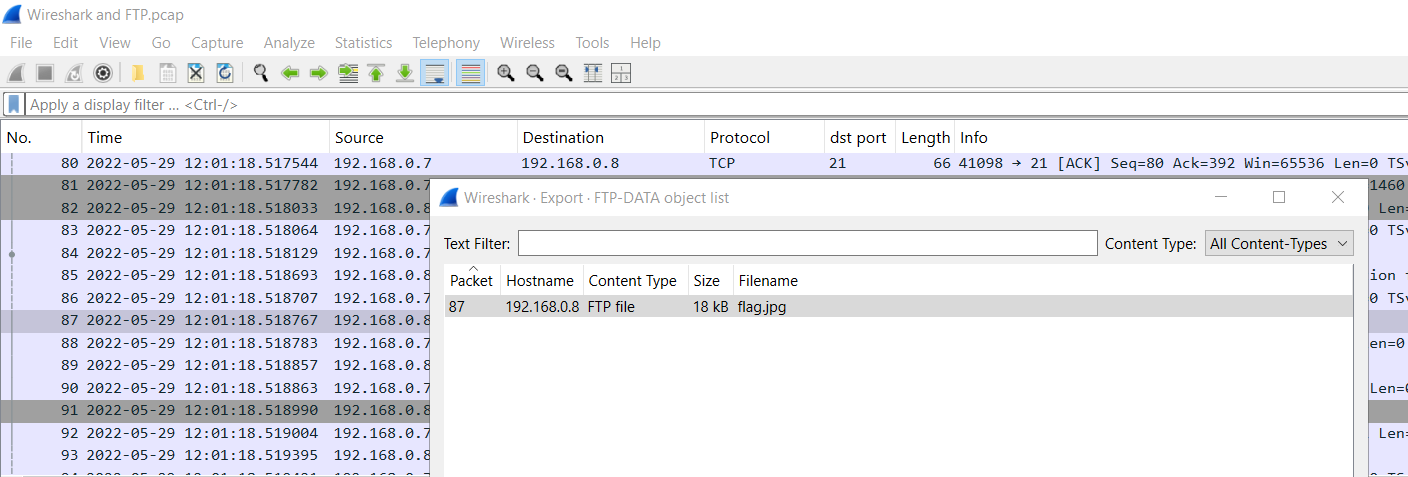 Wireshark and FTP.pcap
File Edit View Go Capture Analyze Statistics Telephony Wireless Tools Help
Apply a display filter ... <Ctrl-/>
No. Time Source Destination Protocol dst port Length Info
80 2022-05-29 12:01:18.517544 192.168.0.7 192.168.0.8 TCP 21 66 41098 → 21 [ACK] Seq=80 Ack=392 Win=65536 Len=0 TSv
81 2022-05-29 12:01:18.517782 192.168.0.7 1460
82 2022-05-29 12:01:18.518033 192.168.0.8 Len=
83 2022-05-29 12:01:18.518064 192.168.0.7 0 TSv
84 2022-05-29 12:01:18.518129 192.168.0.7
85 2022-05-29 12:01:18.518693 192.168.0.8 ion
86 2022-05-29 12:01:18.518707 192.168.0.7 0 TSv
87 2022-05-29 12:01:18.518767 192.168.0.8
88 2022-05-29 12:01:18.518783 192.168.0.7 en=0
89 2022-05-29 12:01:18.518857 192.168.0.8
90 2022-05-29 12:01:18.518863 192.168.0.7 Len=
91 2022-05-29 12:01:18.518990 192.168.0.8
92 2022-05-29 12:01:18.519004 192.168.0.7 Len=
93 2022-05-29 12:01:18.519395 192.168.0.8
Wireshark · Export · FTP-DATA object list
Text Filter: Content Type: All Content-Types
Packet Hostname Content Type Size Filename
87 192.168.0.8 FTP file 18 kB flag.jpg